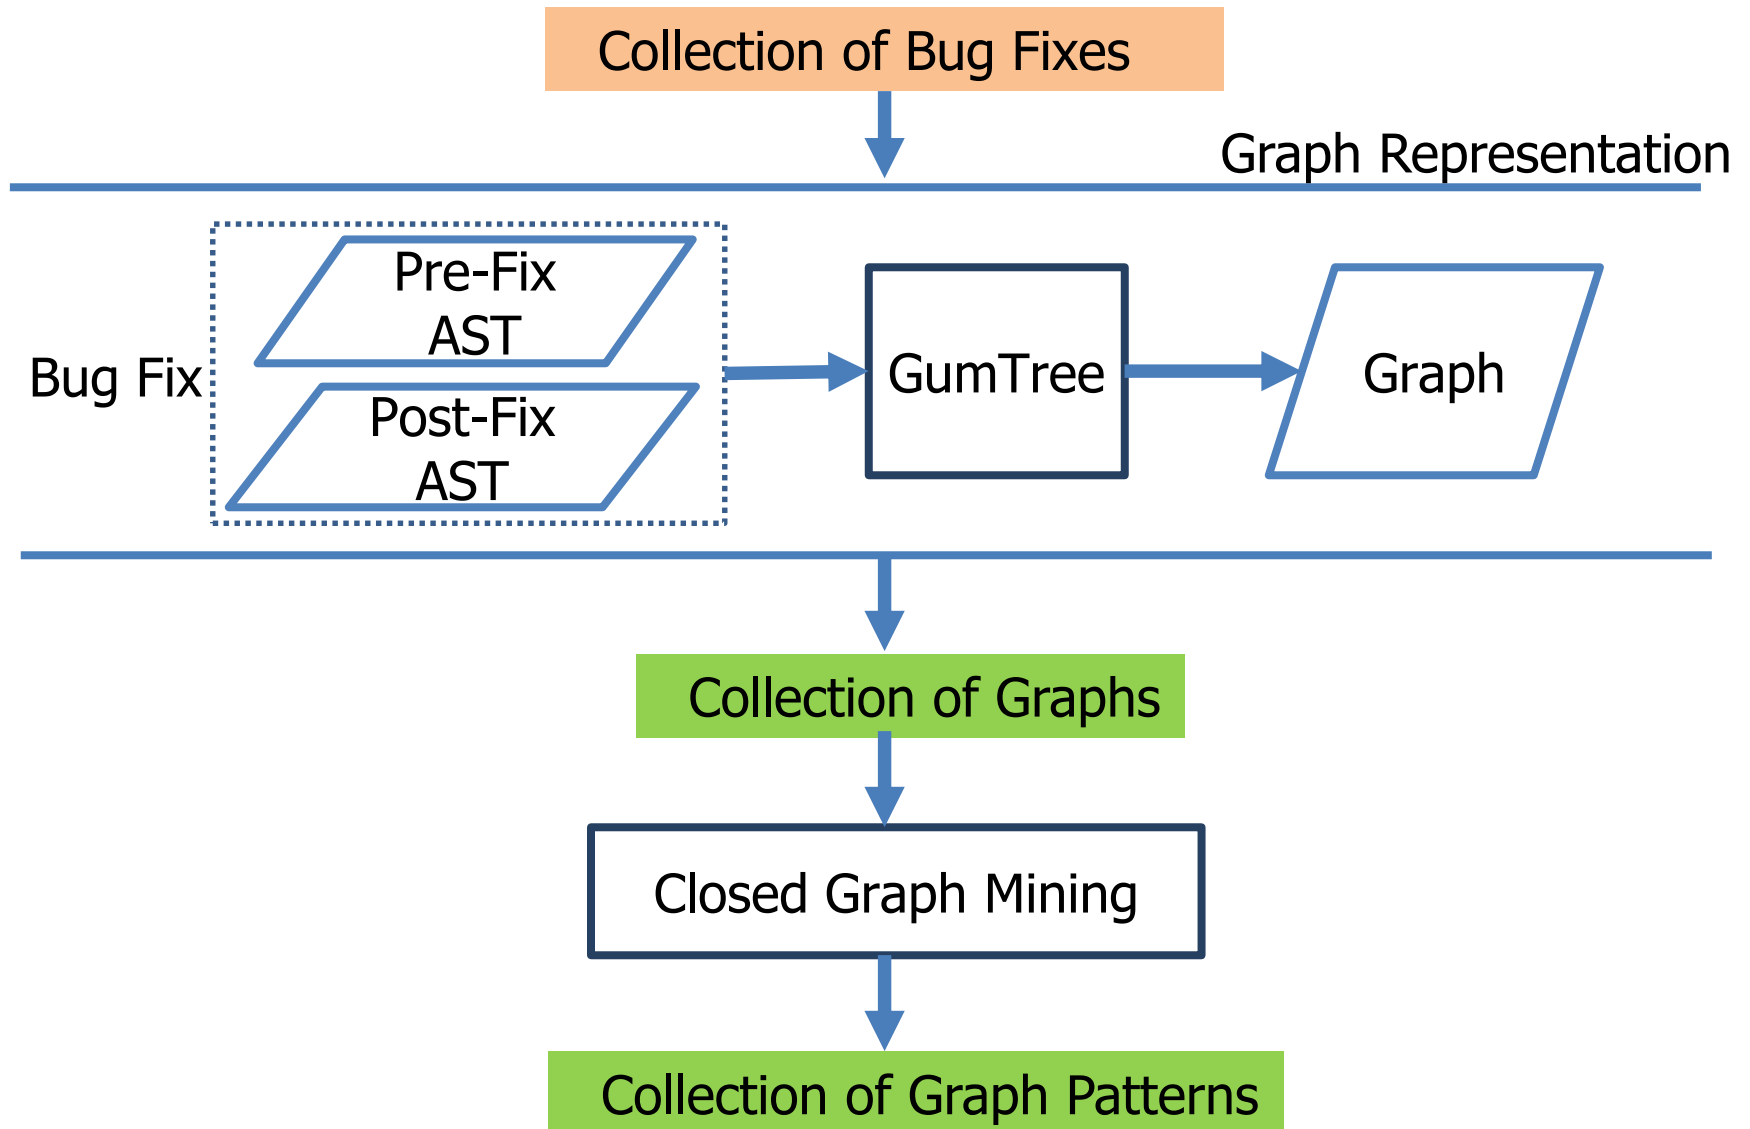 Collection of Bug Fixes
Graph Representation
Pre-Fix
AST
Bug Fix
Post-Fix
AST
GumTree
Graph
Collection of Graphs
Closed Graph Mining
Collection of Graph Patterns